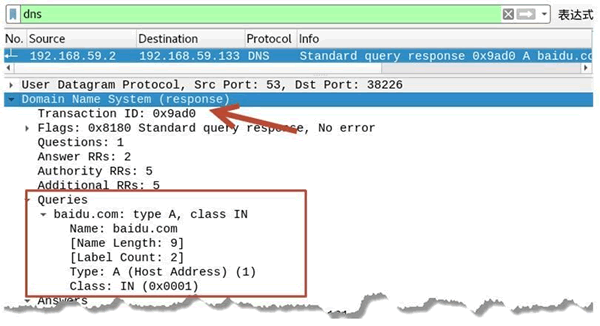 dns
表达式
No. Source Destination Protocol Info
192.168.59.2 192.168.59.133 DNS Standard query response 0x9ad0 A baidu.co
User Datagram Protocol, Src Port: 53, Dst Port: 38226
Domain Name System (response)
Transaction ID: 0x9ad0
Flags: 0x8180 Standard query response, No error
Questions: 1
Answer RRs: 2
Authority RRs: 5
Additional RRs: 5
Queries
baidu.com: type A, class IN
Name: baidu.com
[Name Length: 9]
[Label Count: 2]
Type: A (Host Address) (1)
Class: IN (0x0001)
Answers